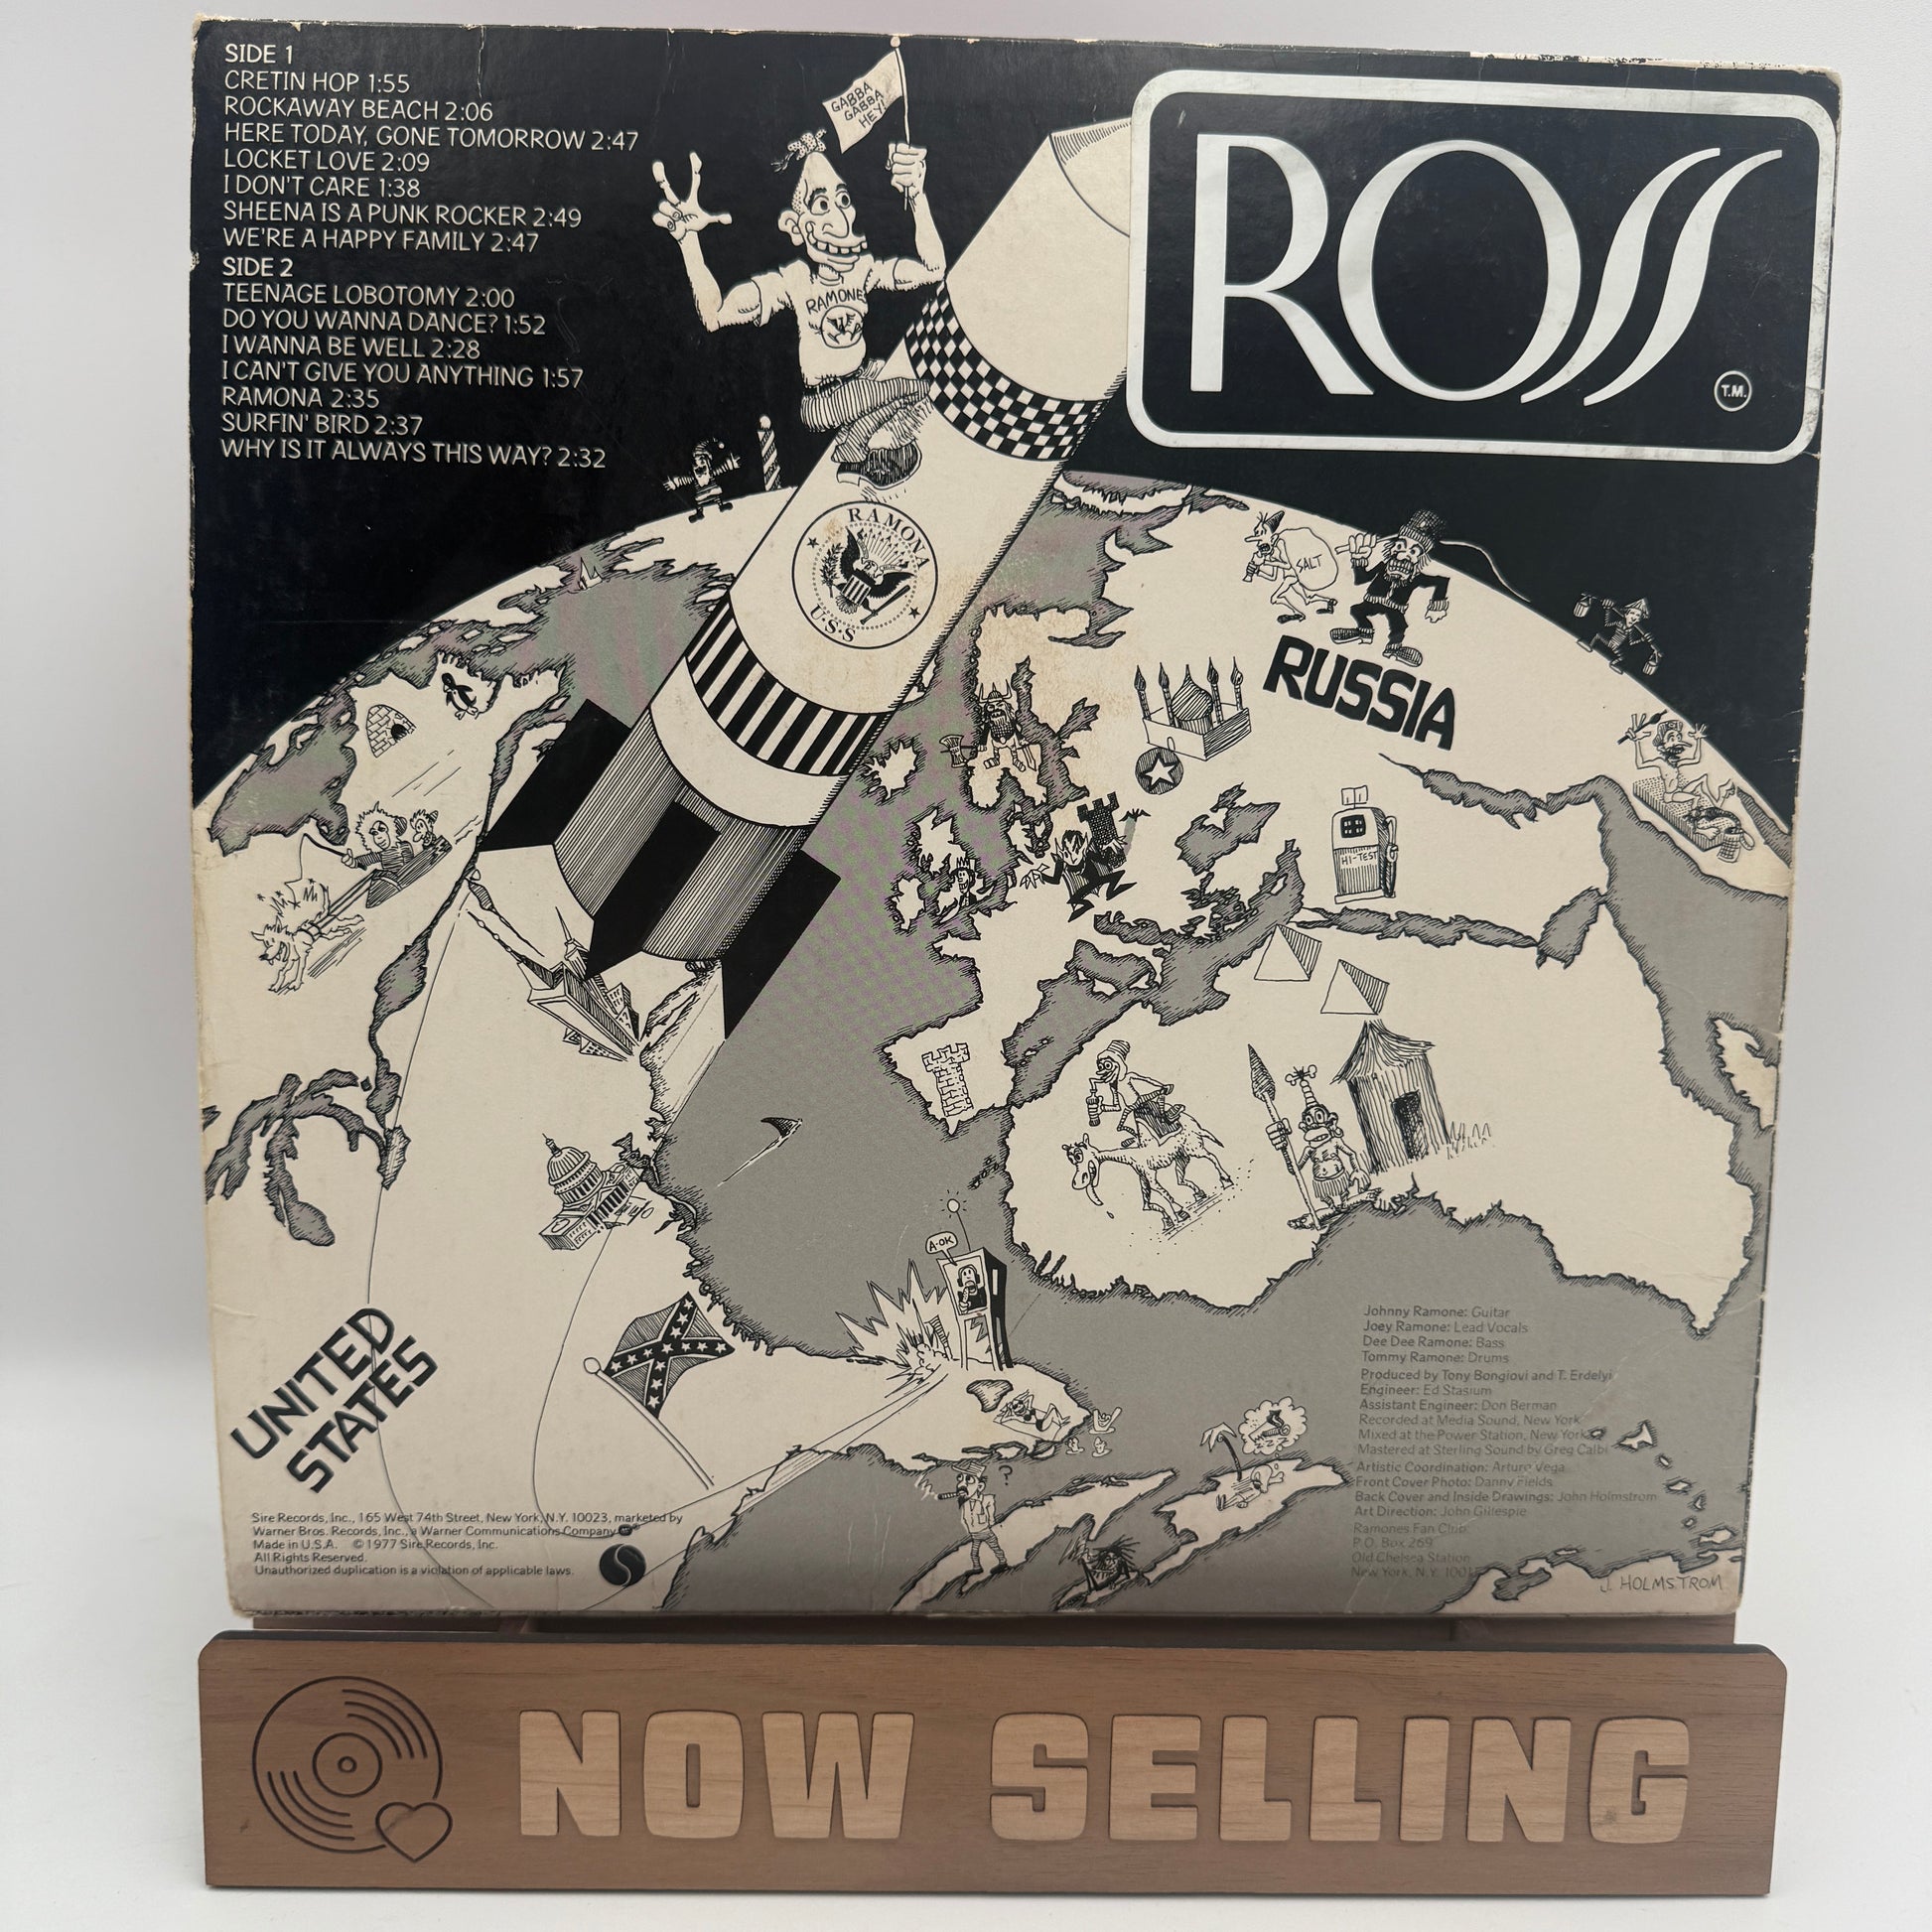 SIDE 1
CRETIN HOP 1:55
ROCKAWAY BEACH 2:06
HERE TODAY, GONE TOMORROW 2:47
LOCKET LOVE 2:09
I DON'T CARE 1:38
SHEENA IS A PUNK ROCKER 2:49
WE'RE A HAPPY FAMILY 2:47
SIDE 2
TEENAGE LOBOTOMY 2:00
DO YOU WANNA DANCE? 1:52
I WANNA BE WELL 2:28
I CAN'T GIVE YOU ANYTHING 1:57
RAMONA 2:35
SURFIN' BIRD 2:37
WHY IS IT ALWAYS THIS WAY? 2:32
GABBA
GABBA
HEY!
RAMONE
ROSS
T.M.
RAMONA
U·S·S
SALT
RUSSIA
HI-TEST
A-OK
UNITED
STATES
?
ZZZ
Johnny Ramone: Guitar
Joey Ramone: Lead Vocals
Dee Dee Ramone: Bass
Tommy Ramone: Drums
Produced by Tony Bongiovi and T. Erdelyi
Engineer: Ed Stasium
Assistant Engineer: Don Berman
Recorded at Media Sound, New York
Mixed at the Power Station, New York
Mastered at Sterling Sound by Greg Calbi
Artistic Coordination: Arturo Vega
Front Cover Photo: Danny Fields
Back Cover and Inside Drawings: John Holmstrom
Art Direction: John Gillespie
Ramones Fan Club
P.O. Box 269
Old Chelsea Station
New York, N.Y.
J. HOLMSTROM
Sire Records, Inc., 165 West 74th Street, New York, N.Y. 10023, marketed by
Warner Bros. Records, Inc., a Warner Communications Company
Made in U.S.A. © 1977 Sire Records, Inc.
All Rights Reserved.
Unauthorized duplication is a violation of applicable laws.
NOW SELLING